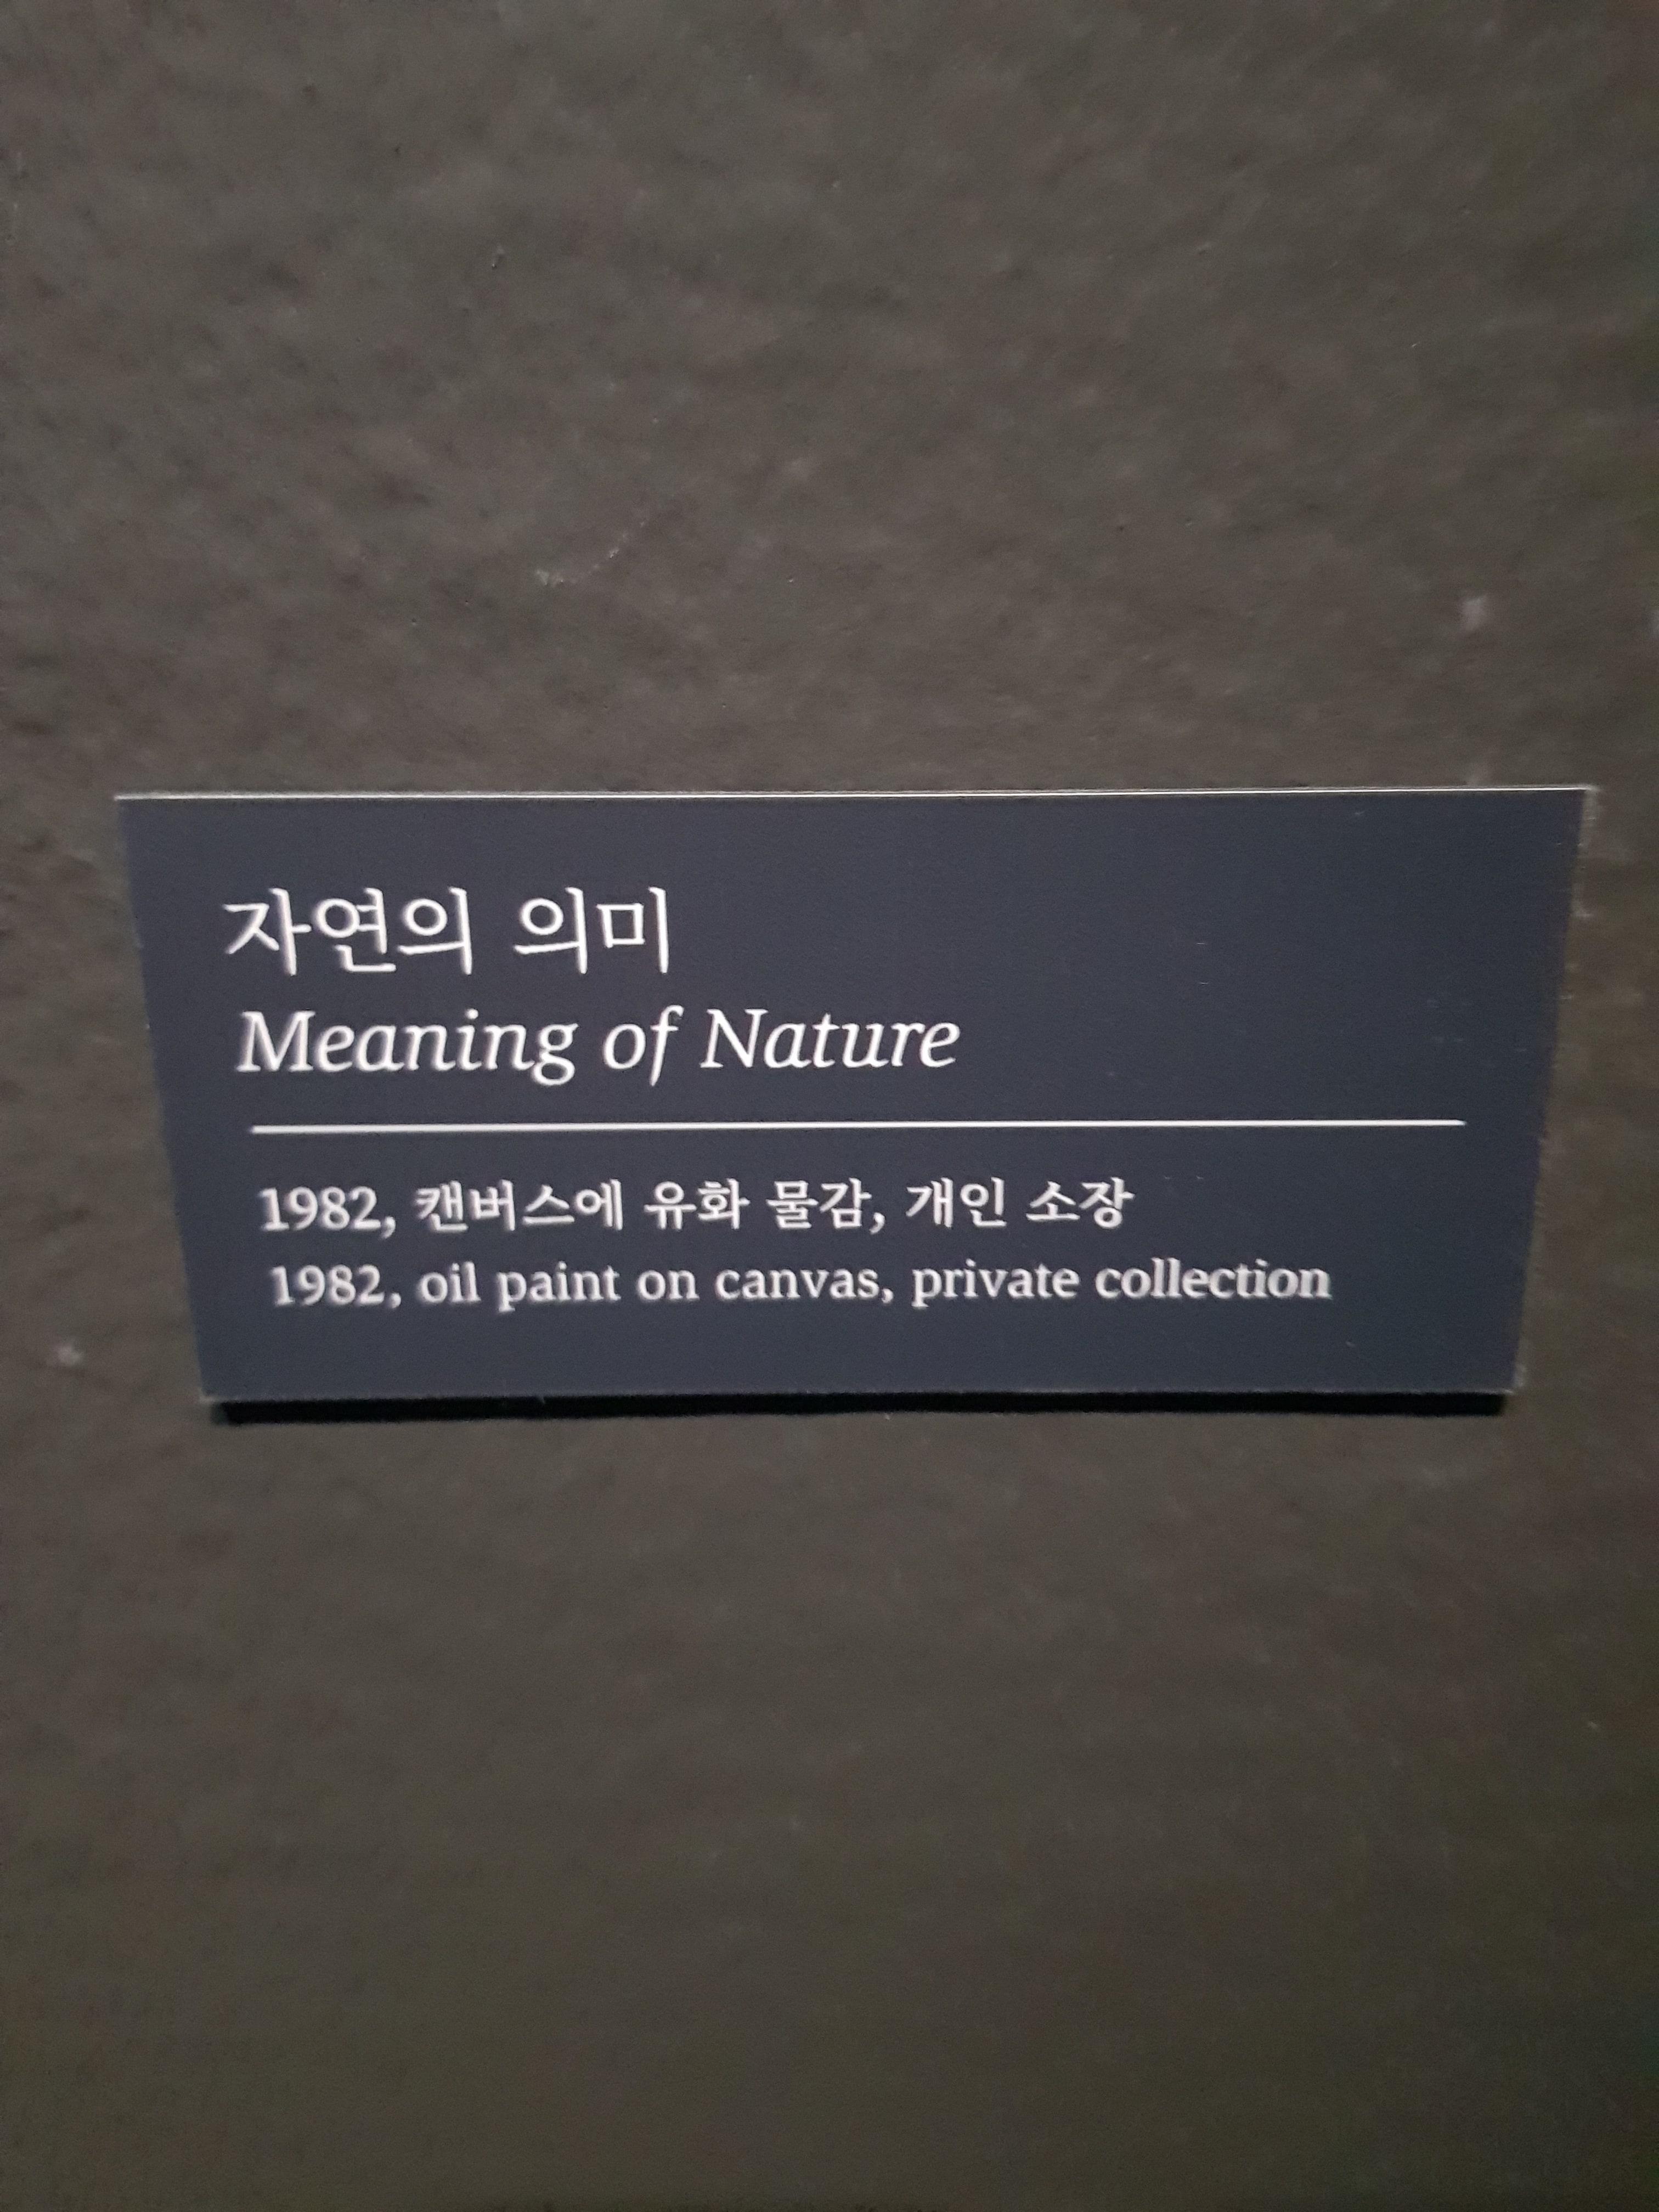 자연의 의미
Meaning of Nature
1982, 캔버스에 유화 물감, 개인 소장
1982, oil paint on canvas, private collection